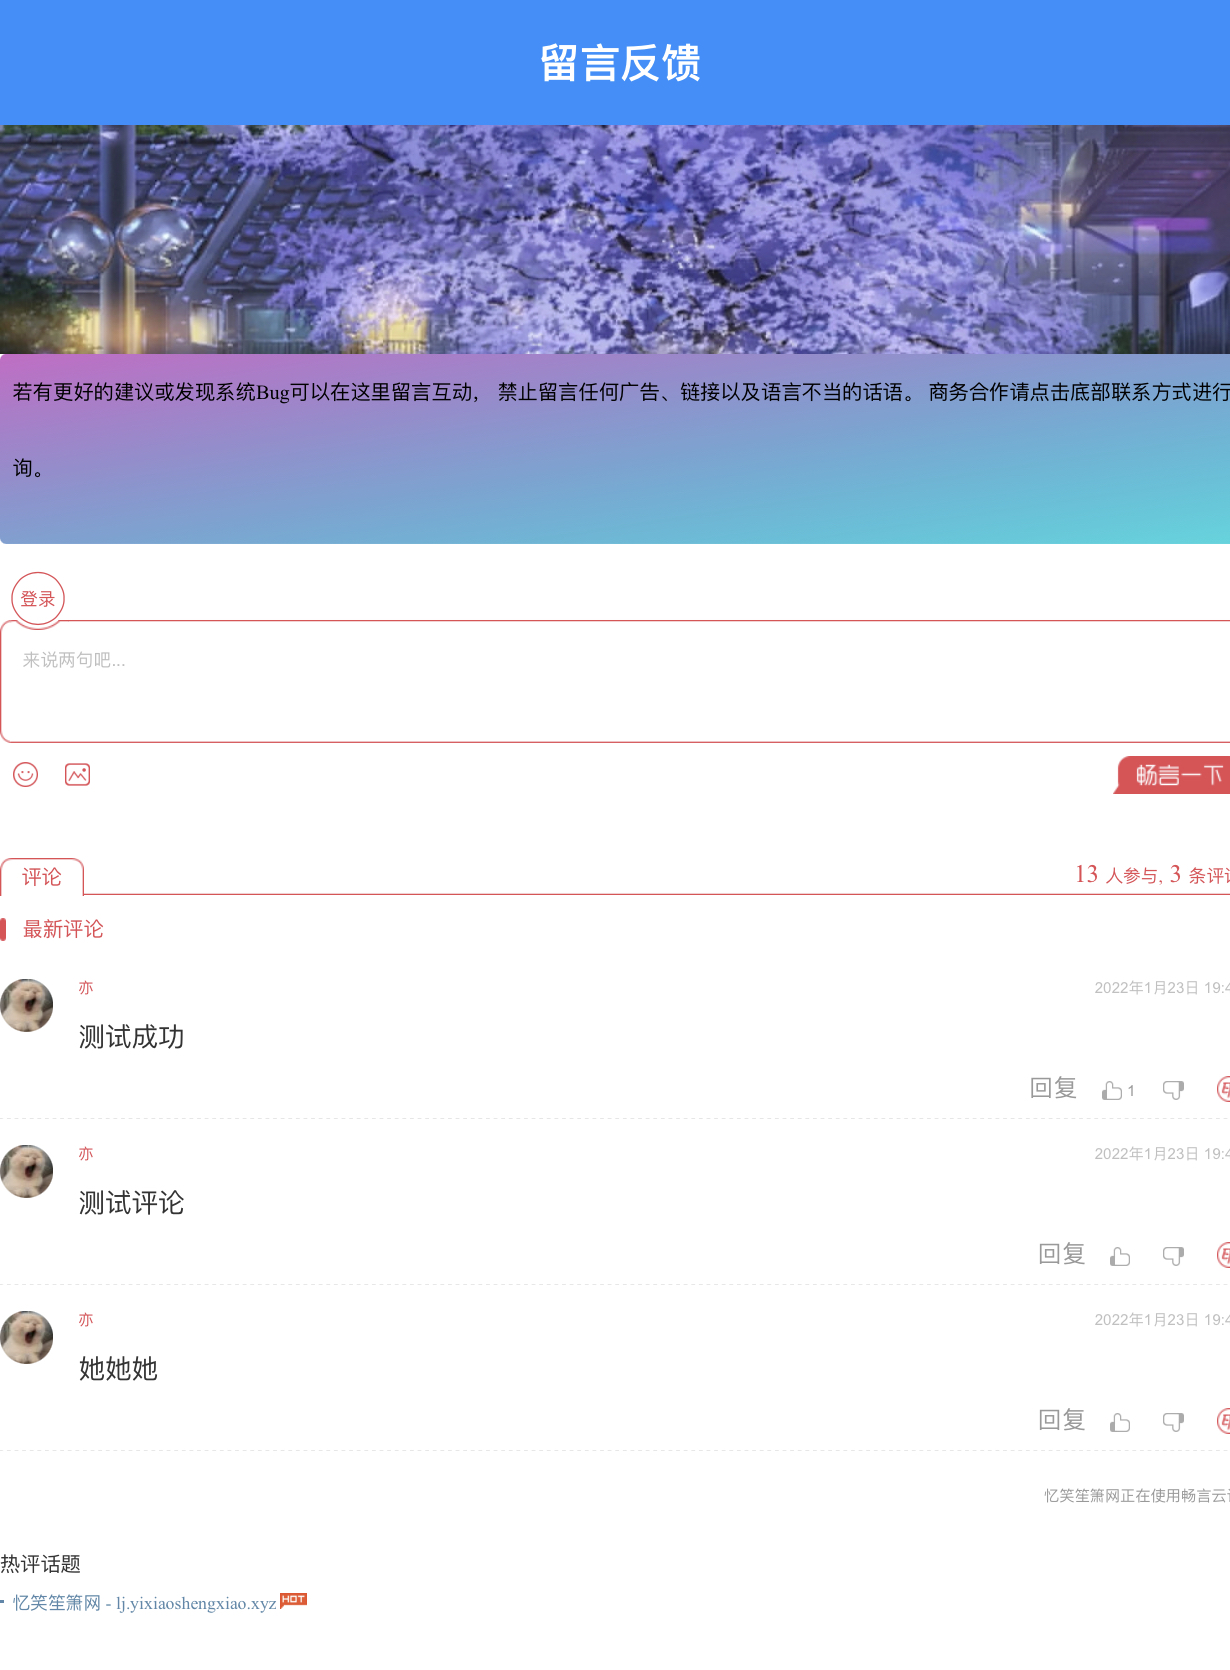 留言反馈
若有更好的建议或发现系统Bug可以在这里留言互动， 禁止留言任何广告、链接以及语言不当的话语。 商务合作请点击底部联系方式进行
询。
登录
来说两句吧...
畅言一下
评论
13 人参与, 3 条评
最新评论
亦 2022年1月23日 19:4
测试成功
回复 1
亦 2022年1月23日 19:4
测试评论
回复
亦 2022年1月23日 19:4
她她她
回复
忆笑笙箫网正在使用畅言云
热评话题
忆笑笙箫网 - lj.yixiaoshengxiao.xyz HOT